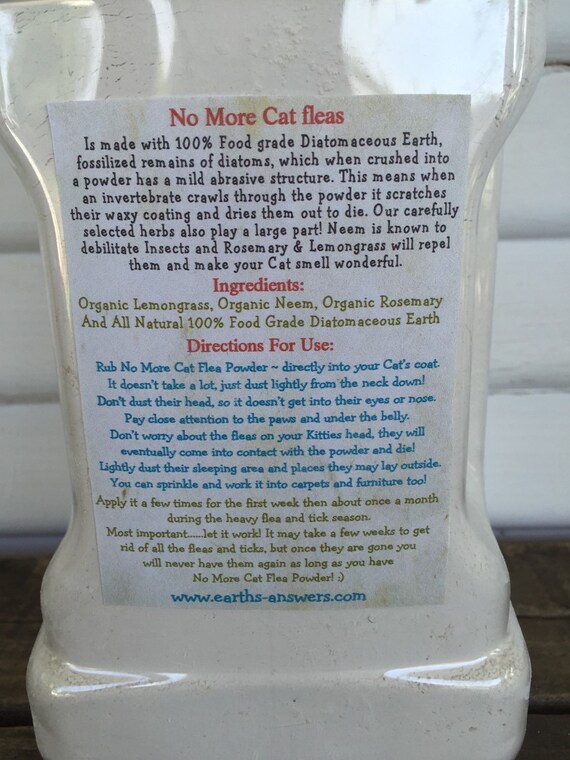 No More Cat fleas
Is made with 100% Food grade Diatomaceous Earth,
fossilized remains of diatoms, which when crushed into
a powder has a mild abrasive structure. This means when
an invertebrate crawls through the powder it scratches
their waxy coating and dries them out to die. Our carefully
selected herbs also play a large part! Neem is known to
debilitate Insects and Rosemary & Lemongrass will repel
them and make your Cat smell wonderful.
Ingredients:
Organic Lemongrass, Organic Neem, Organic Rosemary
And All Natural 100% Food Grade Diatomaceous Earth
Directions For Use:
Rub No More Cat Flea Powder ~ directly into your Cat's coat.
It doesn't take a lot, just dust lightly from the neck down!
Don't dust their head, so it doesn't get into their eyes or nose.
Pay close attention to the paws and under the belly.
Don't worry about the fleas on your Kitties head, they will
eventually come into contact with the powder and die!
Lightly dust their sleeping area and places they may lay outside.
You can sprinkle and work it into carpets and furniture too!
Apply it a few times for the first week then about once a month
during the heavy flea and tick season.
Most important......let it work! It may take a few weeks to get
rid of all the fleas and ticks, but once they are gone you
will never have them again as long as you have
No More Cat Flea Powder! :)
www.earths-answers.com